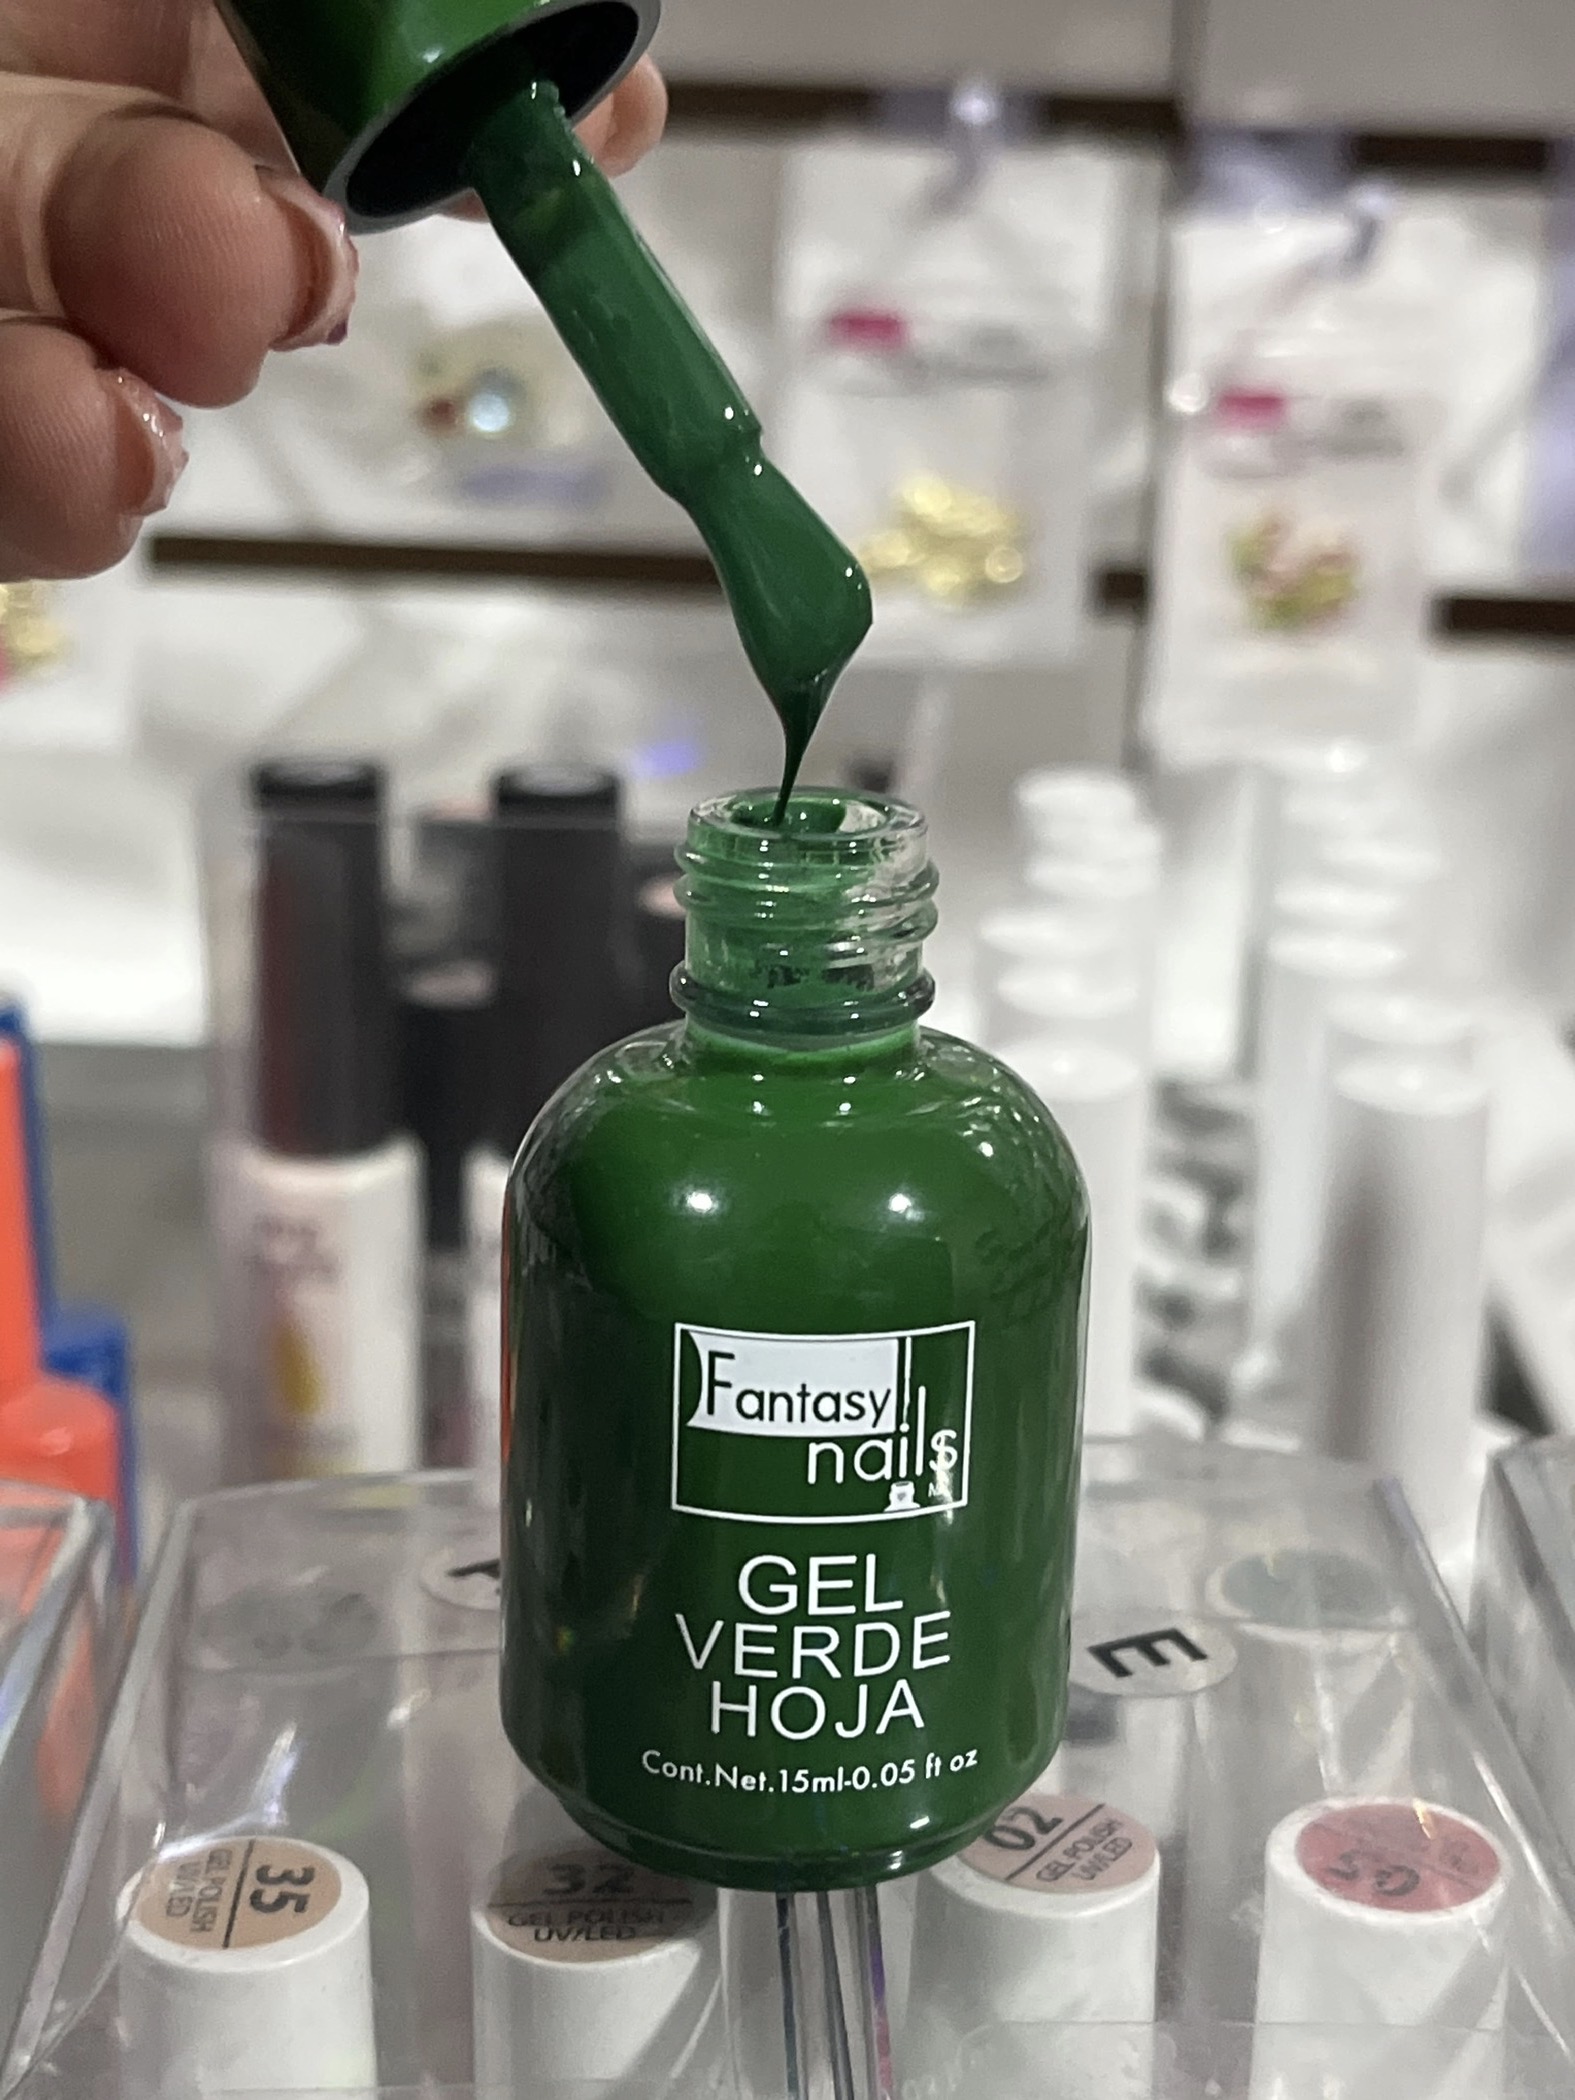 Fantasy
nails
GEL
VERDE
HOJA
Cont.Net.15ml-0.05 ft oz
E
35
GEL POLISH
UV/LED
32
GEL POLISH
UV/LED
02
GEL POLISH
UV/LED